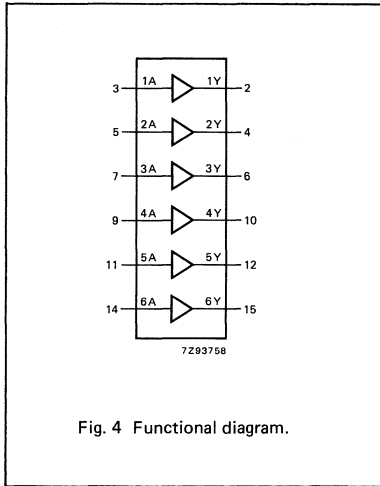 3 1A 1Y 2
5 2A 2Y 4
7 3A 3Y 6
9 4A 4Y 10
11 5A 5Y 12
14 6A 6Y 15
7Z93758
Fig. 4 Functional diagram.